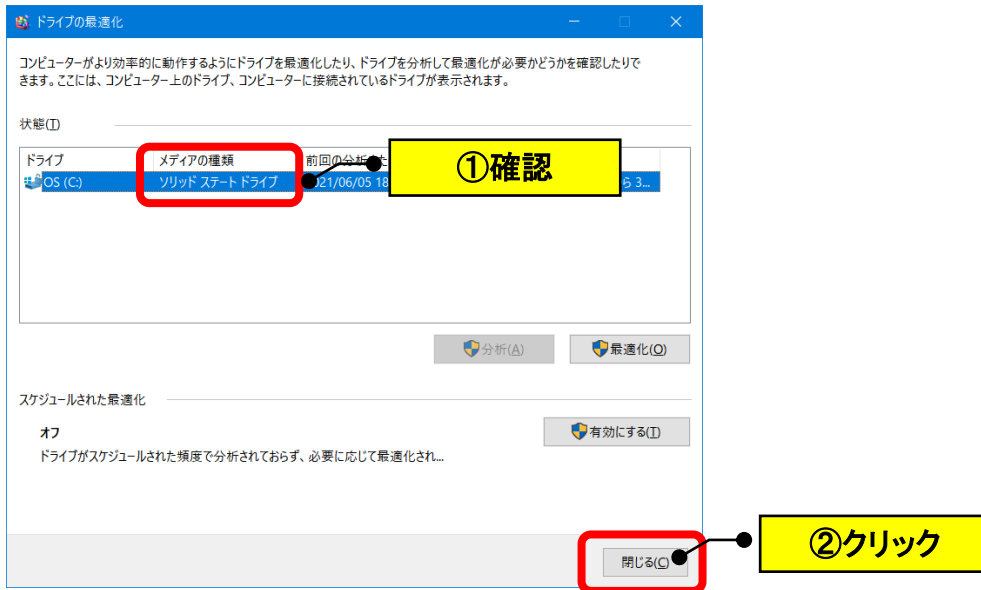 ドライブの最適化
コンピューターがより効率的に動作するようにドライブを最適化したり、ドライブを分析して最適化が必要かどうかを確認したりで
きます。ここには、コンピューター上のドライブ、コンピューターに接続されているドライブが表示されます。
状態(T)
ドライブ メディアの種類 前回の分析
①確認
OS (C:) ソリッド ステート ドライブ 21/06/05 18 ら 3...
分析(A) 最適化(O)
スケジュールされた最適化
オフ
有効にする(T)
ドライブがスケジュールされた頻度で分析されておらず、必要に応じて最適化され...
②クリック
閉じる(C)